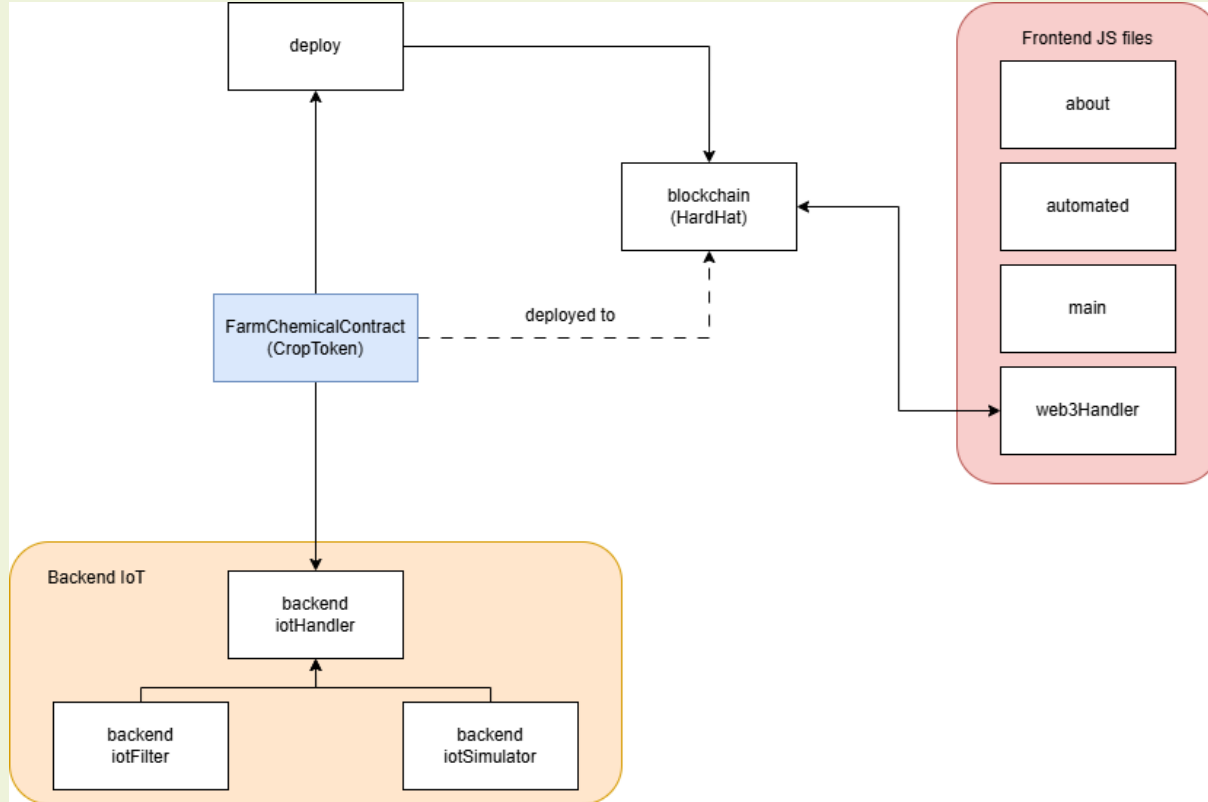 deploy
Frontend JS files
about
automated
main
web3Handler
blockchain
(HardHat)
FarmChemicalContract
(CropToken)
deployed to
Backend IoT
backend
iotHandler
backend
iotFilter
backend
iotSimulator